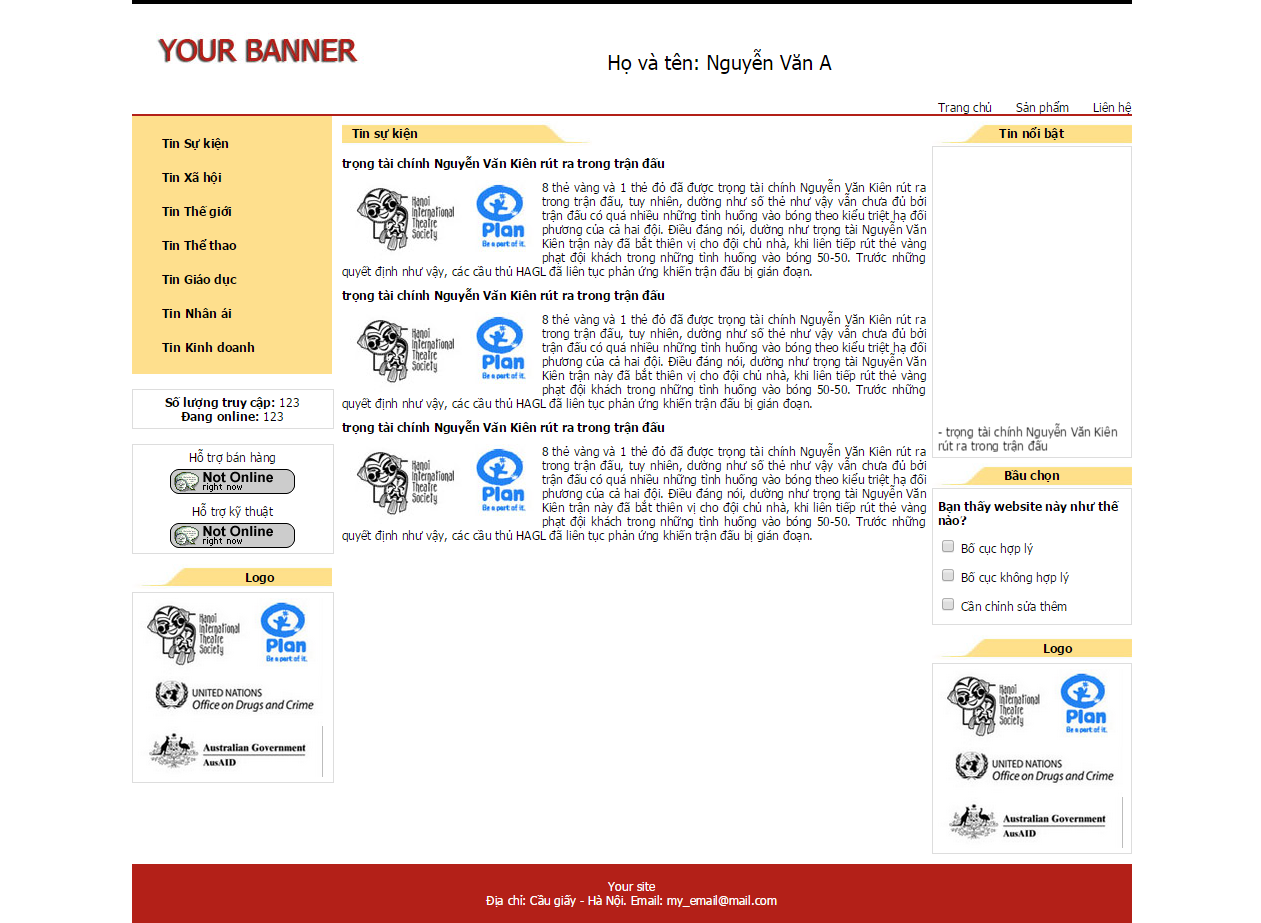 YOUR BANNER
Họ và tên: Nguyễn Văn A
Trang chủ Sản phẩm Liên hệ
Tin Sự kiện
Tin Xã hội
Tin Thế giới
Tin Thể thao
Tin Giáo dục
Tin Nhân ái
Tin Kinh doanh
Số lượng truy cập: 123
Đang online: 123
Hỗ trợ bán hàng
Not Online
right now
Hỗ trợ kỹ thuật
Not Online
right now
Logo
Hanoi
International
Theatre
Society
Plan
Be a part of it.
UNITED NATIONS
Office on Drugs and Crime
Australian Government
AusAID
Tin sự kiện
trọng tài chính Nguyễn Văn Kiên rút ra trong trận đấu
Hanoi
International
Theatre
Society
Plan
Be a part of it.
8 thẻ vàng và 1 thẻ đỏ đã được trọng tài chính Nguyễn Văn Kiên rút ra
trong trận đấu, tuy nhiên, dường như số thẻ như vậy vẫn chưa đủ bởi
trận đấu có quá nhiều những tình huống vào bóng theo kiểu triệt hạ đối
phương của cả hai đội. Điều đáng nói, dường như trọng tài Nguyễn Văn
Kiên trận này đã bắt thiên vị cho đội chủ nhà, khi liên tiếp rút thẻ vàng
phạt đội khách trong những tình huống vào bóng 50-50. Trước những
quyết định như vậy, các cầu thủ HAGL đã liên tục phản ứng khiến trận đấu bị gián đoạn.
trọng tài chính Nguyễn Văn Kiên rút ra trong trận đấu
Hanoi
International
Theatre
Society
Plan
Be a part of it.
8 thẻ vàng và 1 thẻ đỏ đã được trọng tài chính Nguyễn Văn Kiên rút ra
trong trận đấu, tuy nhiên, dường như số thẻ như vậy vẫn chưa đủ bởi
trận đấu có quá nhiều những tình huống vào bóng theo kiểu triệt hạ đối
phương của cả hai đội. Điều đáng nói, dường như trọng tài Nguyễn Văn
Kiên trận này đã bắt thiên vị cho đội chủ nhà, khi liên tiếp rút thẻ vàng
phạt đội khách trong những tình huống vào bóng 50-50. Trước những
quyết định như vậy, các cầu thủ HAGL đã liên tục phản ứng khiến trận đấu bị gián đoạn.
trọng tài chính Nguyễn Văn Kiên rút ra trong trận đấu
Hanoi
International
Theatre
Society
Plan
Be a part of it.
8 thẻ vàng và 1 thẻ đỏ đã được trọng tài chính Nguyễn Văn Kiên rút ra
trong trận đấu, tuy nhiên, dường như số thẻ như vậy vẫn chưa đủ bởi
trận đấu có quá nhiều những tình huống vào bóng theo kiểu triệt hạ đối
phương của cả hai đội. Điều đáng nói, dường như trọng tài Nguyễn Văn
Kiên trận này đã bắt thiên vị cho đội chủ nhà, khi liên tiếp rút thẻ vàng
phạt đội khách trong những tình huống vào bóng 50-50. Trước những
quyết định như vậy, các cầu thủ HAGL đã liên tục phản ứng khiến trận đấu bị gián đoạn.
Tin nổi bật
- trọng tài chính Nguyễn Văn Kiên
rút ra trong trận đấu
Bầu chọn
Bạn thấy website này như thế
nào?
Bố cục hợp lý
Bố cục không hợp lý
Cần chỉnh sửa thêm
Logo
Hanoi
International
Theatre
Society
Plan
Be a part of it.
UNITED NATIONS
Office on Drugs and Crime
Australian Government
AusAID
Your site
Địa chỉ: Cầu giấy - Hà Nội. Email: my_email@mail.com